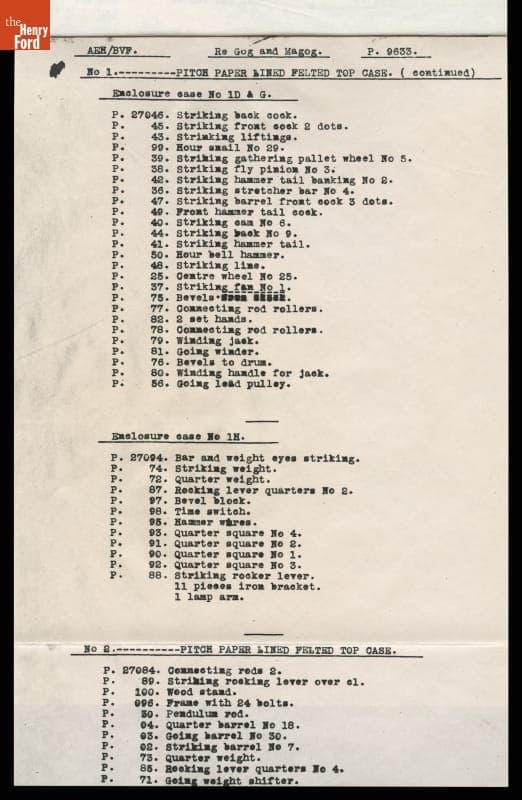 the Henry Ford
AEH/BVF. Re Gog and Magog. P. 9633.
No 1.----------PITCH PAPER LINED FELTED TOP CASE. ( continued)
Enclosure case No 1D & G.
P. 27046. Striking back cock.
P. 45. Striking front cock 2 dots.
P. 43. Strinking liftings.
P. 99. Hour snail No 29.
P. 39. Striking gathering pallet wheel No 5.
P. 38. Striking fly pinion No 3.
P. 42. Striking hammer tail banking No 2.
P. 36. Striking stretcher bar No 4.
P. 47. Striking barrel front cock 3 dots.
P. 49. Front hammer tail cock.
P. 40. Striking cam No 6.
P. 44. Striking back No 9.
P. 41. Striking hammer tail.
P. 50. Hour bell hammer.
P. 48. Striking line.
P. 25. Centre wheel No 25.
P. 37. Striking fan No 1.
P. 75. Bevels.
P. 77. Connecting rod rollers.
P. 82. 2 set hands.
P. 78. Connecting rod rollers.
P. 79. Winding jack.
P. 81. Going winder.
P. 76. Bevels to drum.
P. 80. Winding handle for jack.
P. 56. Going lead pulley.
Enclosure case No 1H.
P. 27094. Bar and weight eyes striking.
P. 74. Striking weight.
P. 72. Quarter weight.
P. 87. Rocking lever quarters No 2.
P. 97. Bevel block.
P. 98. Time switch.
P. 95. Hammer wires.
P. 93. Quarter square No 4.
P. 91. Quarter square No 2.
P. 90. Quarter square No 1.
P. 92. Quarter square No 3.
P. 88. Striking rocker lever.
11 pieces iron bracket.
1 lamp arm.
No 2.----------PITCH PAPER LINED FELTED TOP CASE.
P. 27084. Connecting rods 2.
P. 89. Striking rocking lever over cl.
P. 100. Wood stand.
P. 096. Frame with 24 bolts.
P. 30. Pendulum rod.
P. 04. Quarter barrel No 18.
P. 03. Going barrel No 30.
P. 02. Striking barrel No 7.
P. 73. Quarter weight.
P. 85. Rocking lever quarters No 4.
P. 71. Going weight shifter.